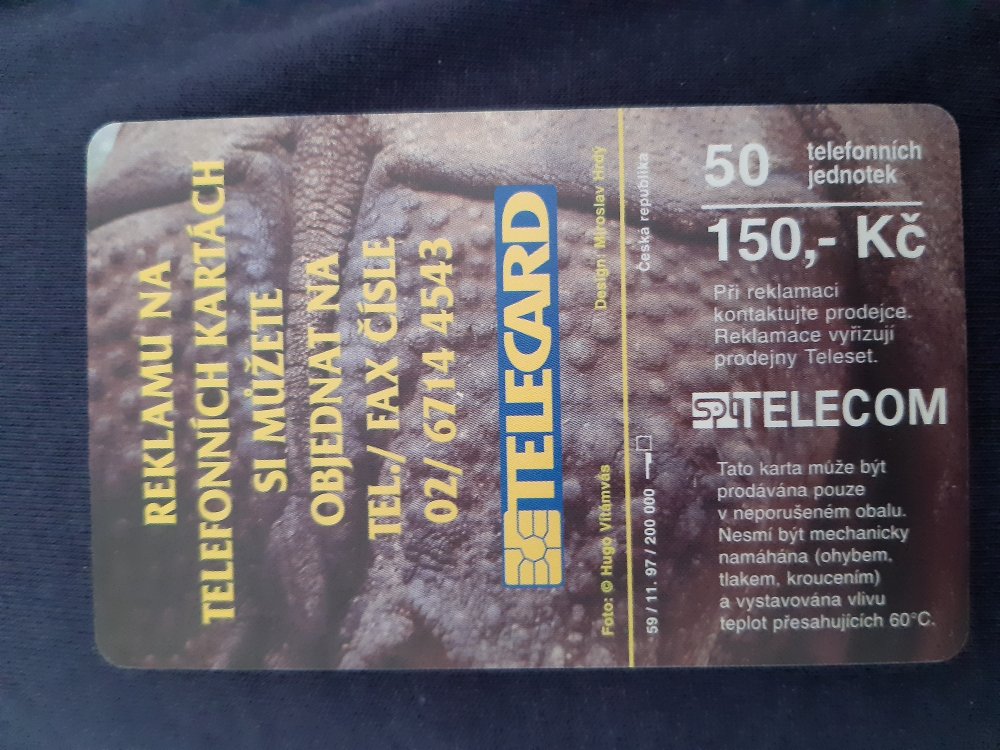 REKLAMU NA
TELEFONNÍCH KARTÁCH
SI MŮŽETE
OBJEDNAT NA
TEL./ FAX ČÍSLE
02/ 6714 4543
TELECARD
Foto: © Hugo Vitámvás
Design: Miroslav Hrdý
59 / 11. 97 / 200 000
Česká republika
50 telefonních
jednotek
150,- Kč
Při reklamaci
kontaktujte prodejce.
Reklamace vyřizují
prodejny Teleset.
SPT TELECOM
Tato karta může být
prodávána pouze
v neporušeném obalu.
Nesmí být mechanicky
namáhána (ohybem,
tlakem, kroucením)
a vystavována vlivu
teplot přesahujících 60°C.